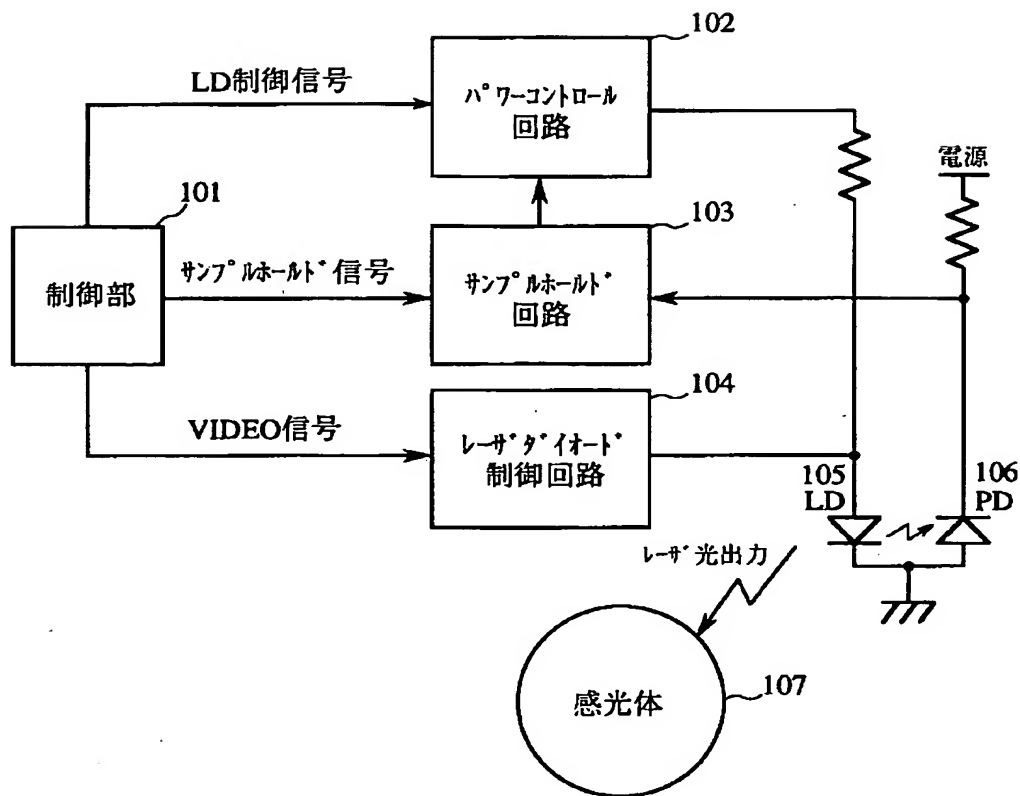 102
LD制御信号
パワーコントロール
回路
電源
101
103
制御部
サンプルホールド信号
サンプルホールド
回路
104
VIDEO信号
レーザダイオード
制御回路
105
LD
106
PD
レーザ光出力
感光体
107